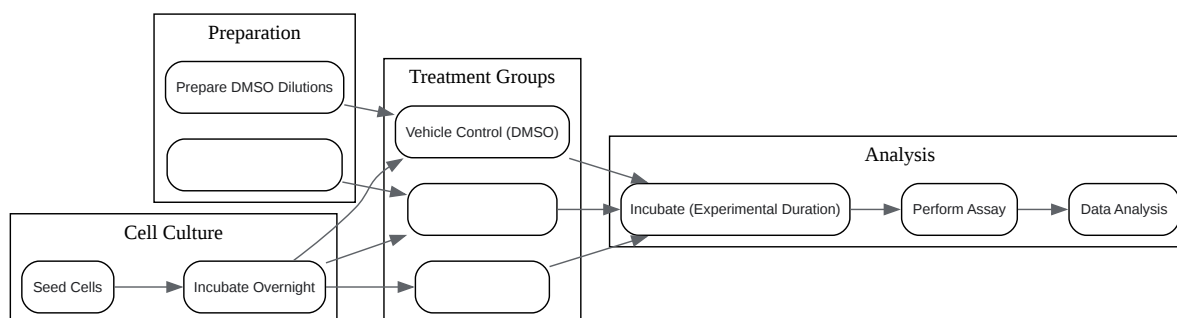 Preparation
Prepare DMSO Dilutions
Treatment Groups
Vehicle Control (DMSO)
Analysis
Incubate (Experimental Duration)
Perform Assay
Data Analysis
Cell Culture
Seed Cells
Incubate Overnight